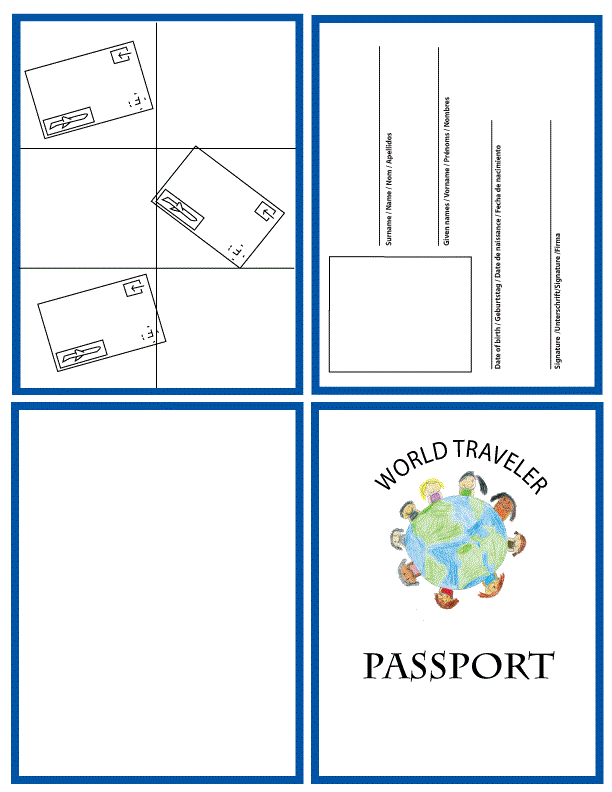 Surname / Name / Nom / Apellidos
Given names / Vorname / Prénoms / Nombres
Date of birth / Geburtstag / Date de naissance / Fecha de nacimiento
Signature /Unterschrift/Signature /Firma
WORLD TRAVELER
PASSPORT